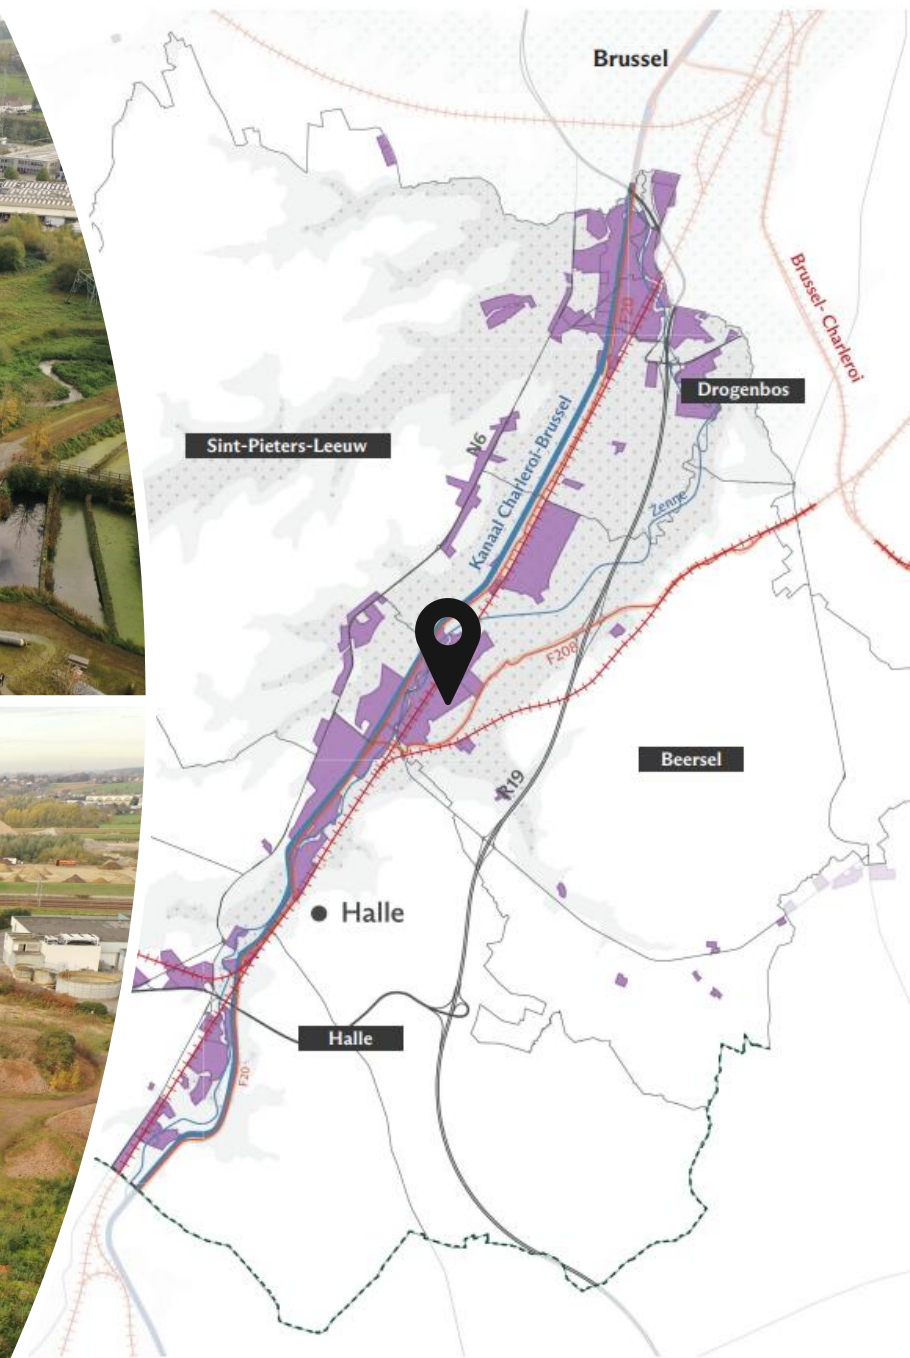 Brussel
Brussel- Charleroi
F20
Drogenbos
Sint-Pieters-Leeuw
N6
Kanaal Charleroi-Brussel
Zenne
F208
Beersel
R19
Halle
Halle
F20